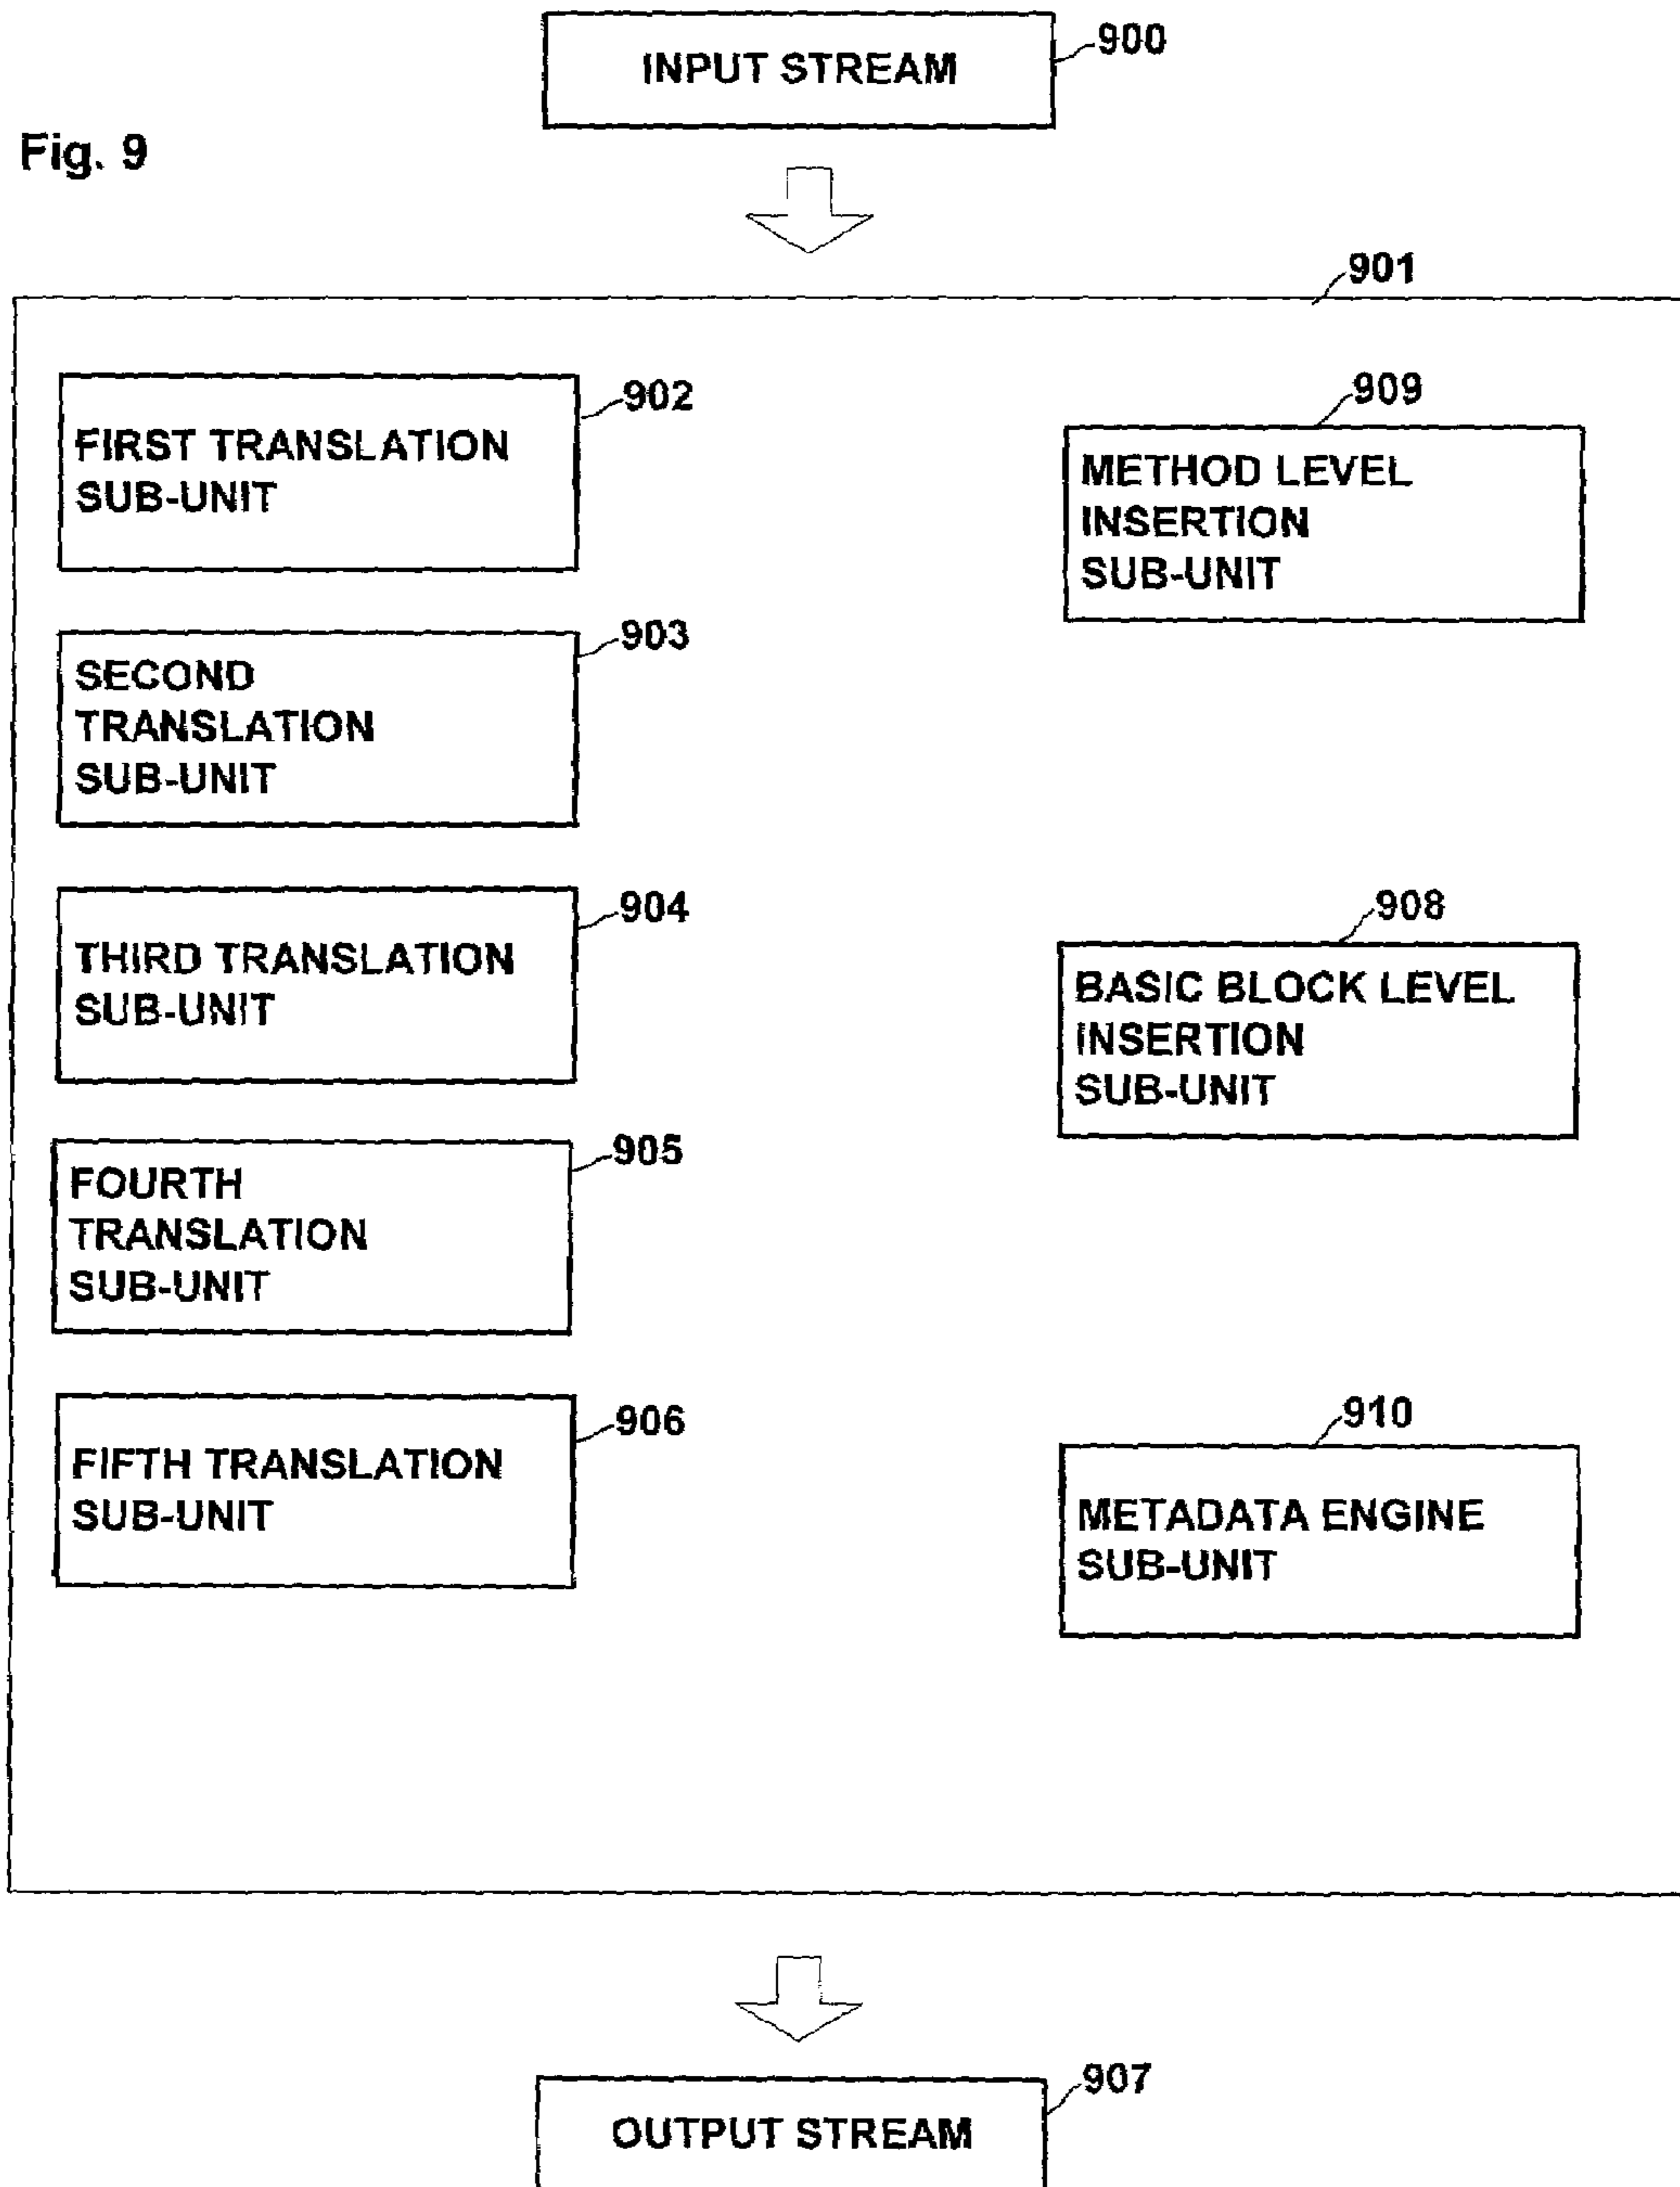 900
INPUT STREAM
Fig. 9
901
902
FIRST TRANSLATION
SUB-UNIT
909
METHOD LEVEL
INSERTION
SUB-UNIT
903
SECOND
TRANSLATION
SUB-UNIT
904
THIRD TRANSLATION
SUB-UNIT
908
BASIC BLOCK LEVEL
INSERTION
SUB-UNIT
905
FOURTH
TRANSLATION
SUB-UNIT
906
FIFTH TRANSLATION
SUB-UNIT
910
METADATA ENGINE
SUB-UNIT
907
OUTPUT STREAM